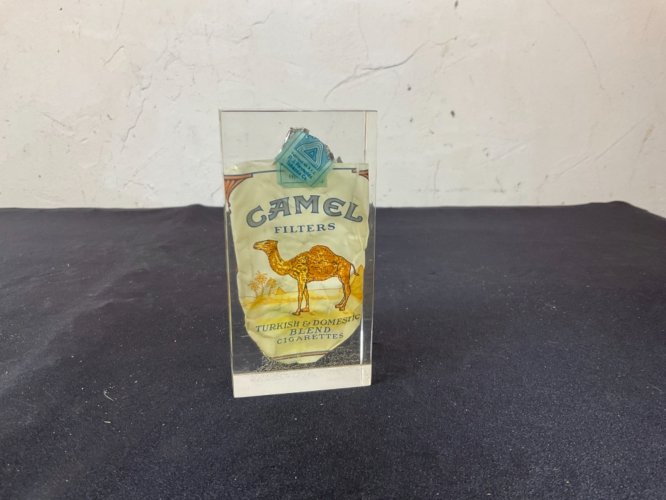 CAMEL
FILTERS
TURKISH & DOMESTIC
BLEND
CIGARETTES